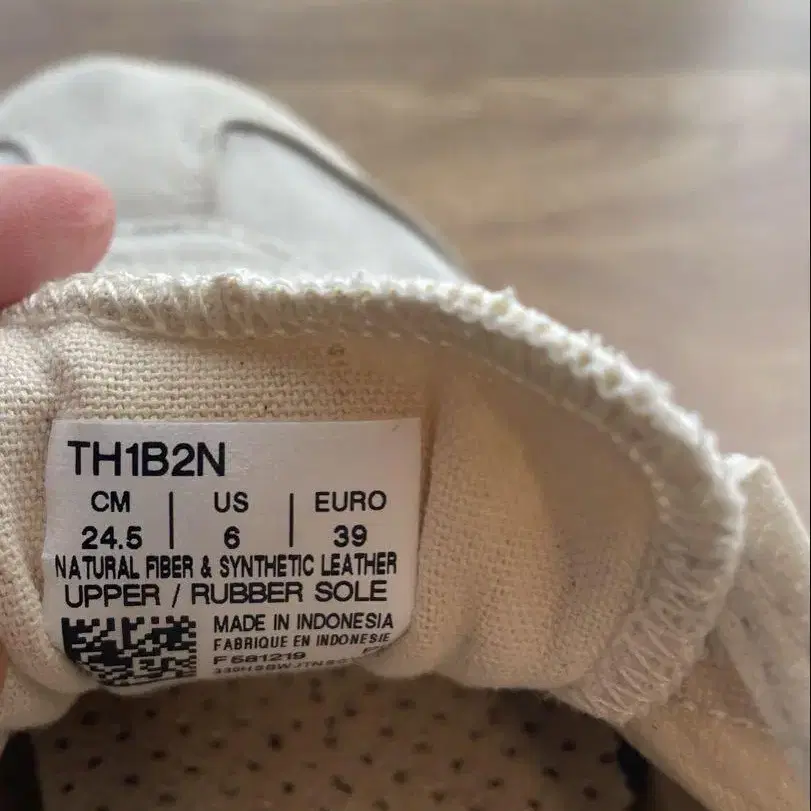 TH1B2N
CM | US | EURO
24.5 | 6 | 39
NATURAL FIBER & SYNTHETIC LEATHER
UPPER / RUBBER SOLE
MADE IN INDONESIA
FABRIQUE EN INDONESIE
F581219